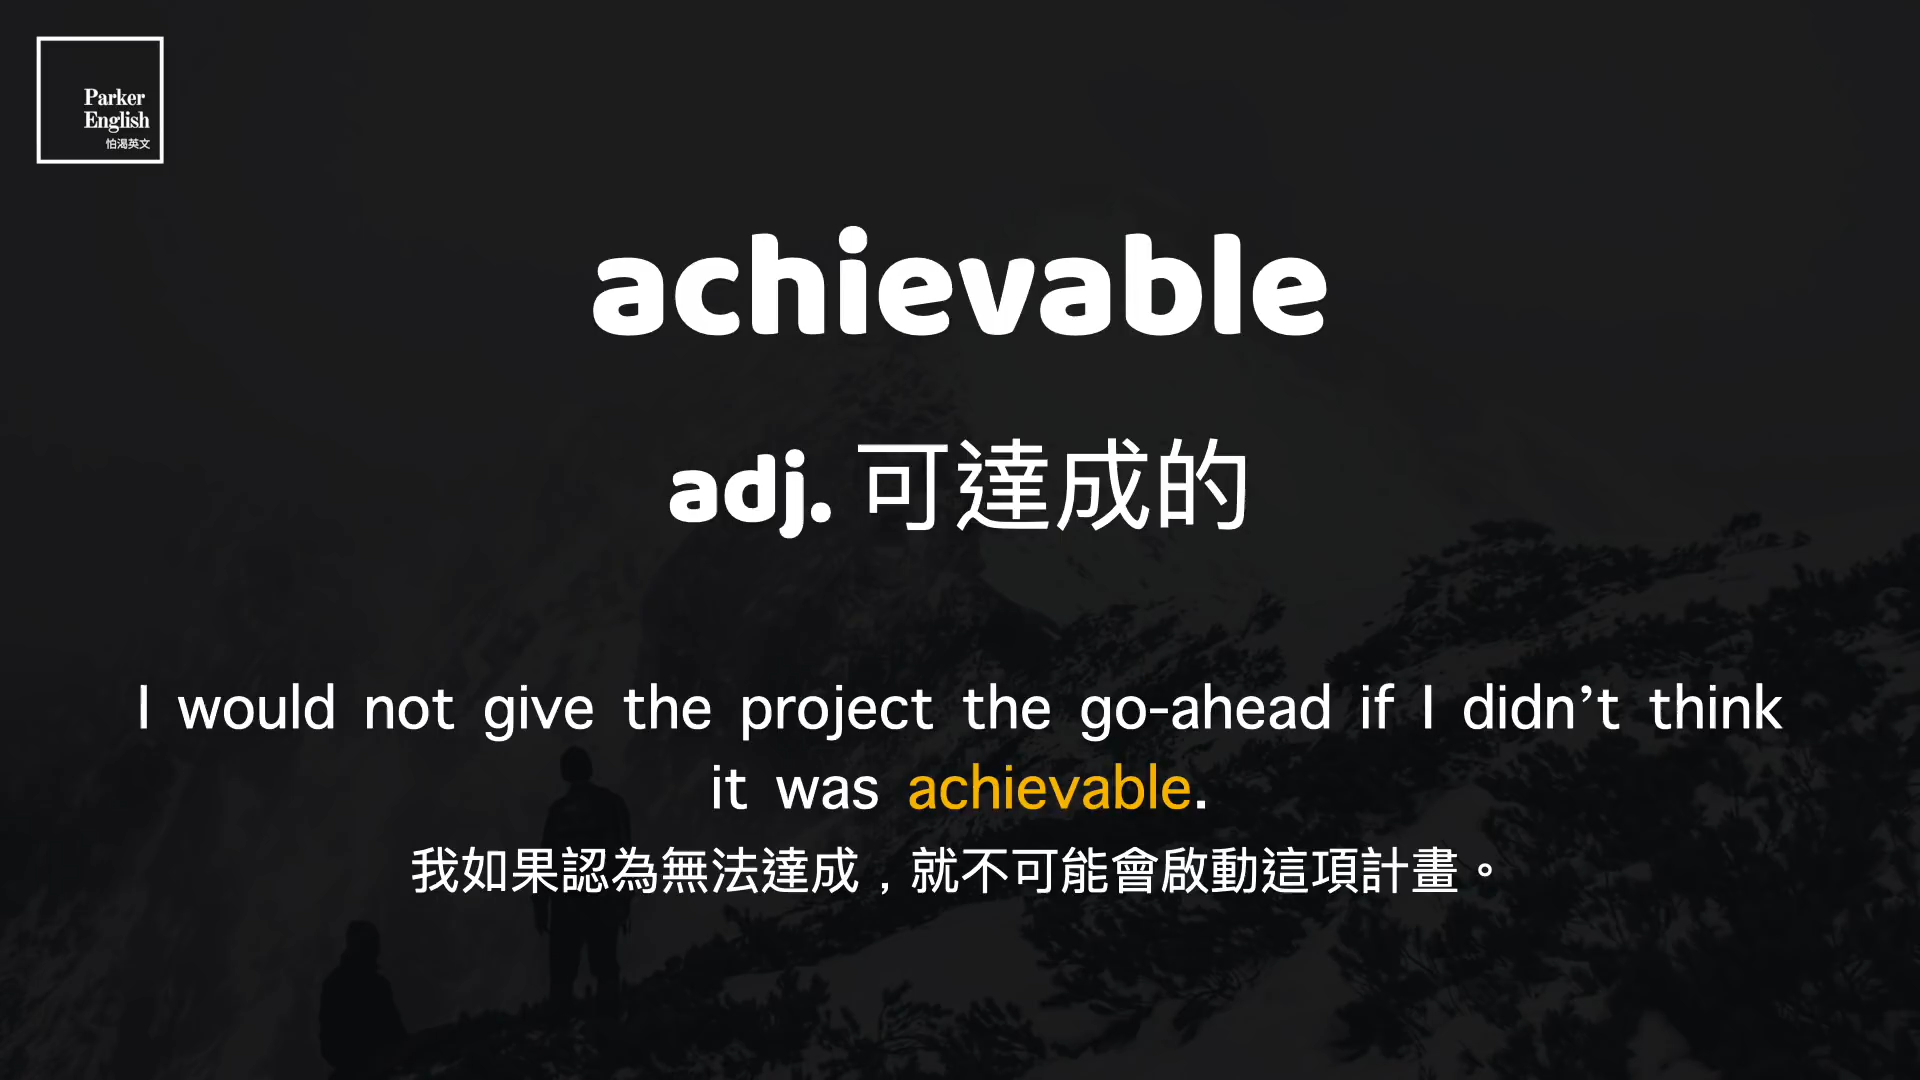 Parker
English
怕渴英文
achievable
adj. 可達成的
I would not give the project the go-ahead if I didn’t think
it was achievable.
我如果認為無法達成，就不可能會啟動這項計畫。